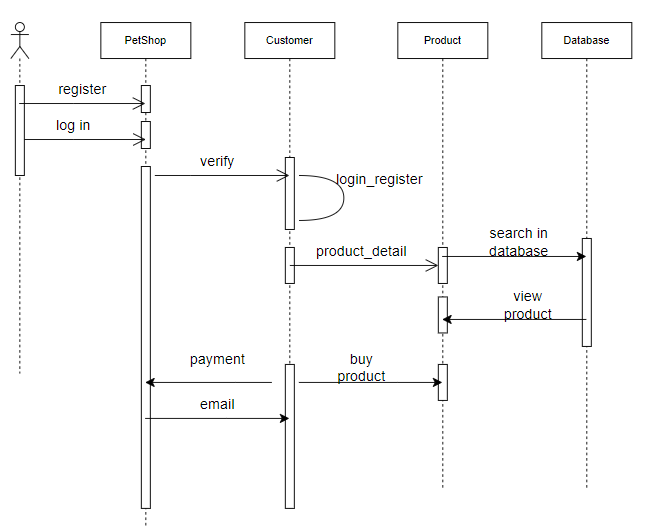 PetShop
Customer
Product
Database
register
log in
verify
login_register
search in
database
product_detail
view
product
payment
buy
product
email